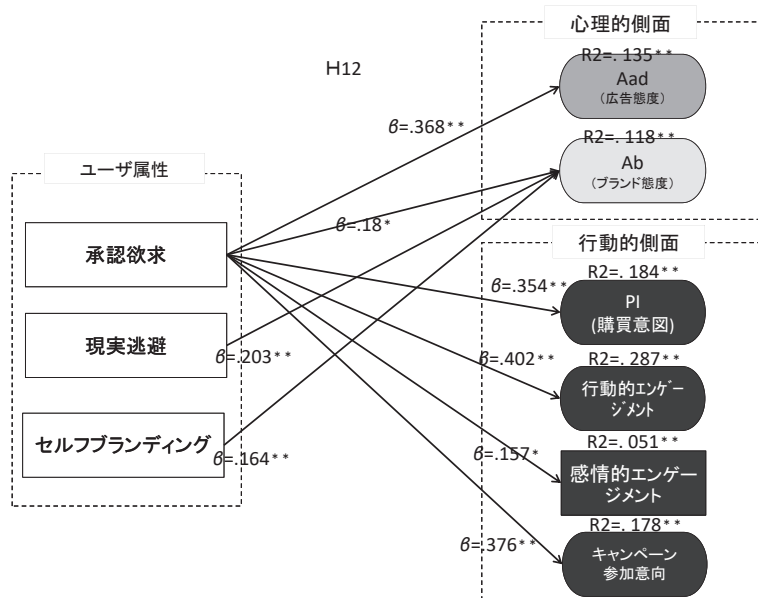 H12
ユーザ属性
承認欲求
現実逃避
セルフブランディング
β=.368**
β=.18*
β=.203**
β=.164**
β=.354**
β=.402**
β=.157*
β=.376**
心理的側面
R2=. 135**
Aad
（広告態度）
R2=. 118**
Ab
（ブランド態度）
行動的側面
R2=. 184**
PI
(購買意図)
R2=. 287**
行動的エンゲー
ジメント
R2=. 051**
感情的エンゲー
ジメント
R2=. 178**
キャンペーン
参加意向